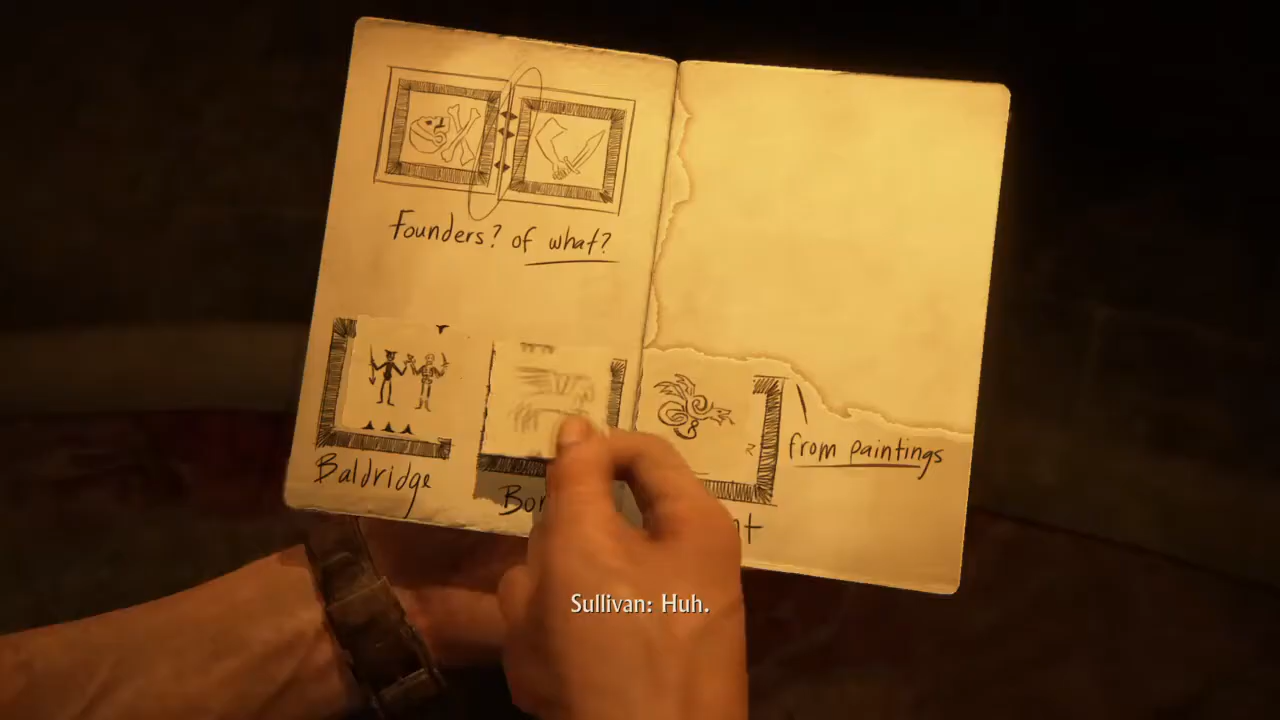 Founders? of what?
Baldridge
from paintings
Sullivan: Huh.